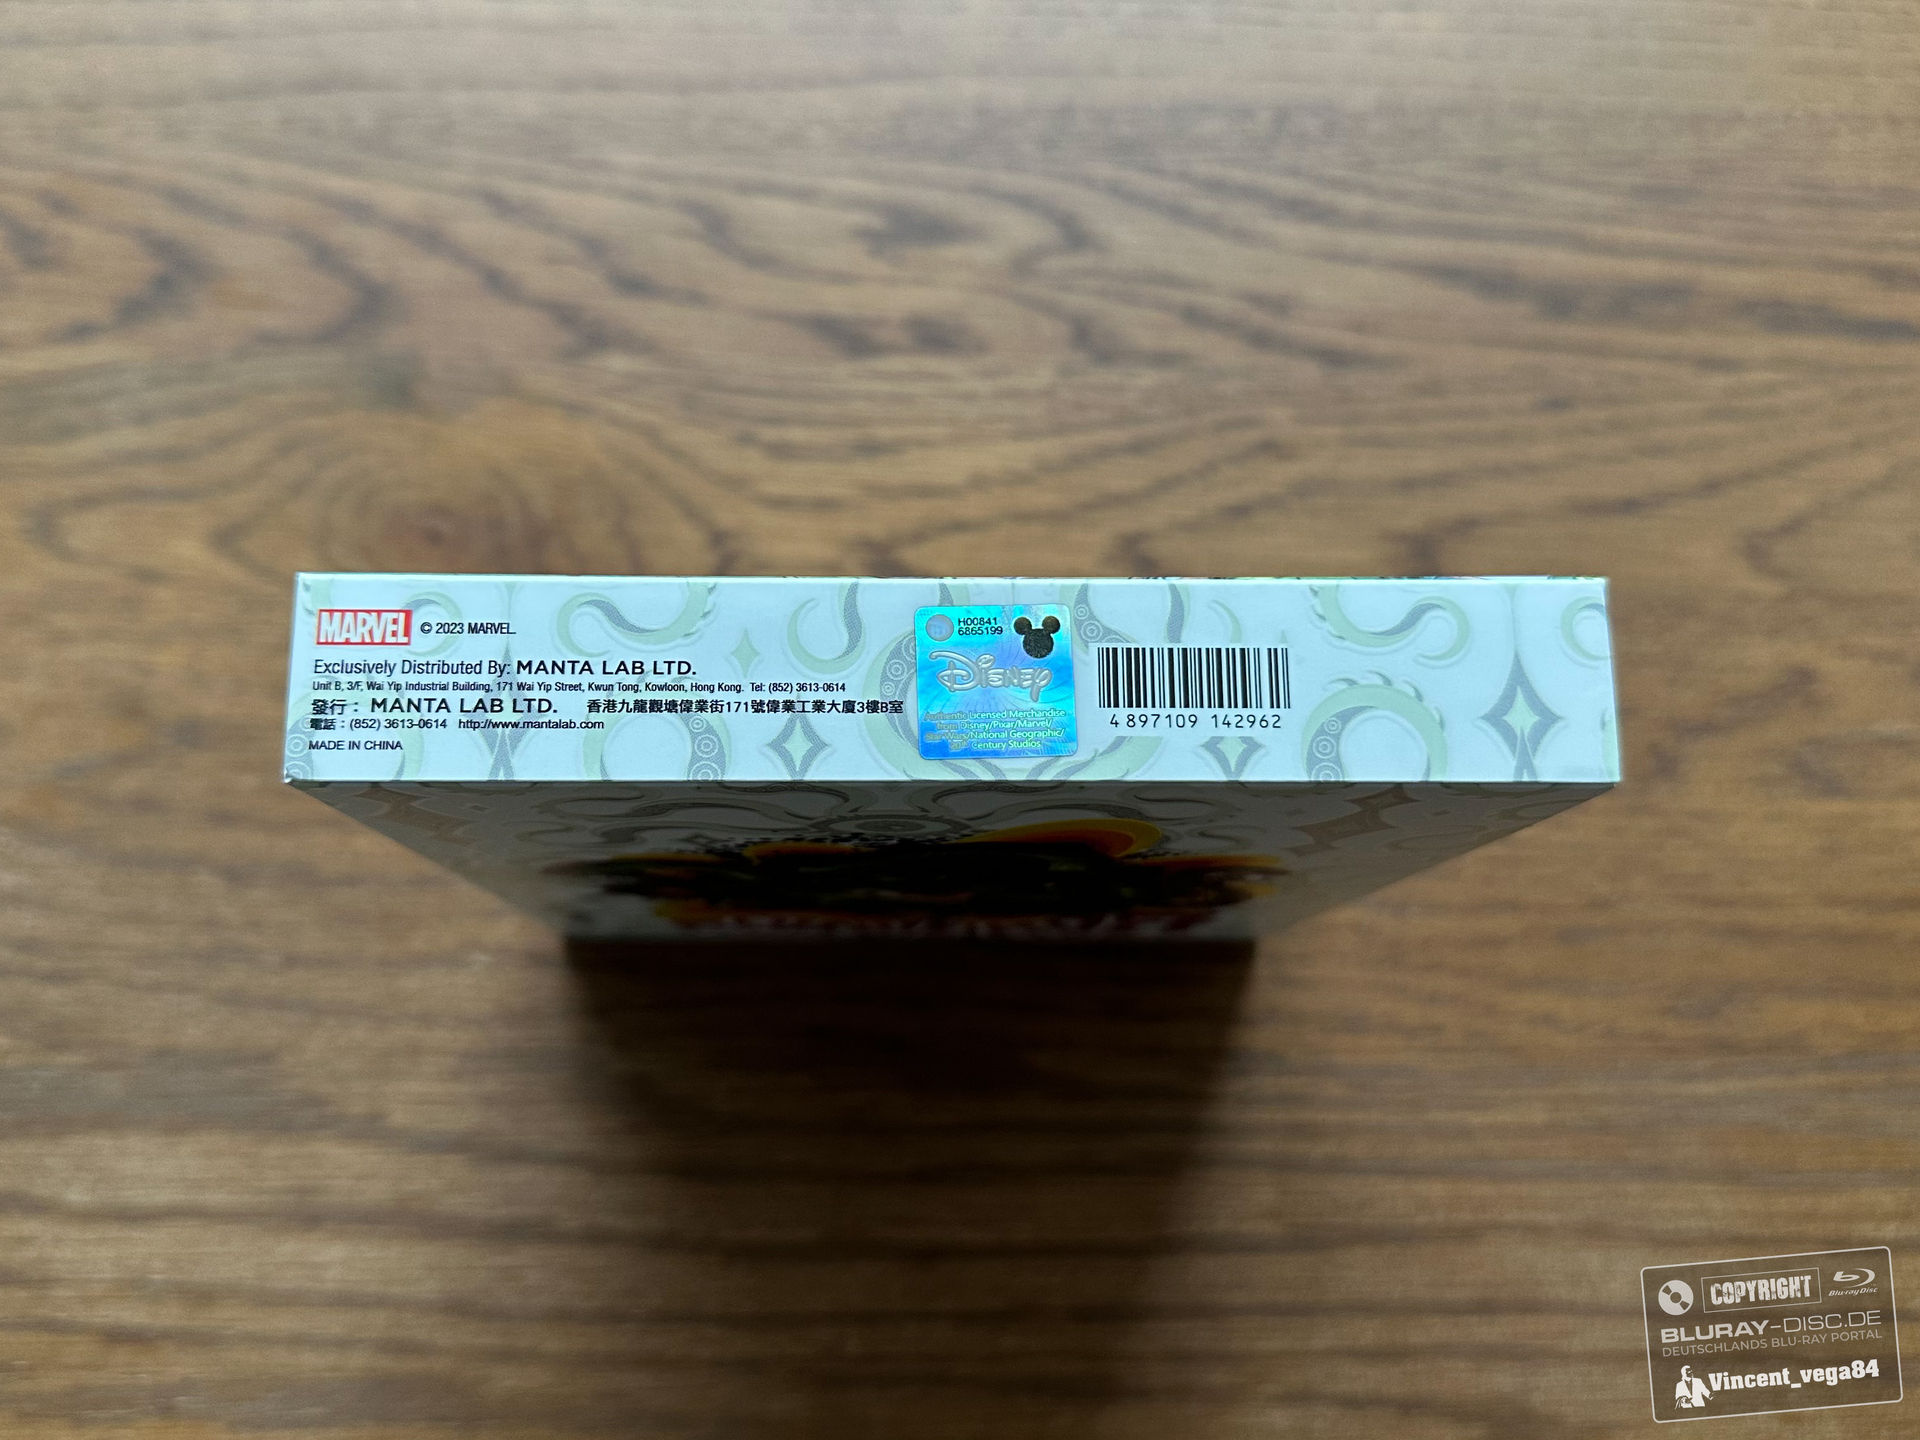 MARVEL © 2023 MARVEL.
Exclusively Distributed By: MANTA LAB LTD.
Unit B, 3/F, Wai Yip Industrial Building, 171 Wai Yip Street, Kwun Tong, Kowloon, Hong Kong. Tel: (852) 3613-0614
發行： MANTA LAB LTD. 香港九龍觀塘偉業街171號偉業工業大廈3樓B室
電話：(852) 3613-0614 http://www.mantalab.com
MADE IN CHINA
H00841
6865199
Disney
Authentic Licensed Merchandise
from Disney/Pixar/Marvel/
Star Wars/National Geographic/
20th Century Studios
4 897109 142962
COPYRIGHT Blu-ray Disc
BLURAY-DISC.DE
DEUTSCHLANDS BLU-RAY PORTAL
Vincent_vega84